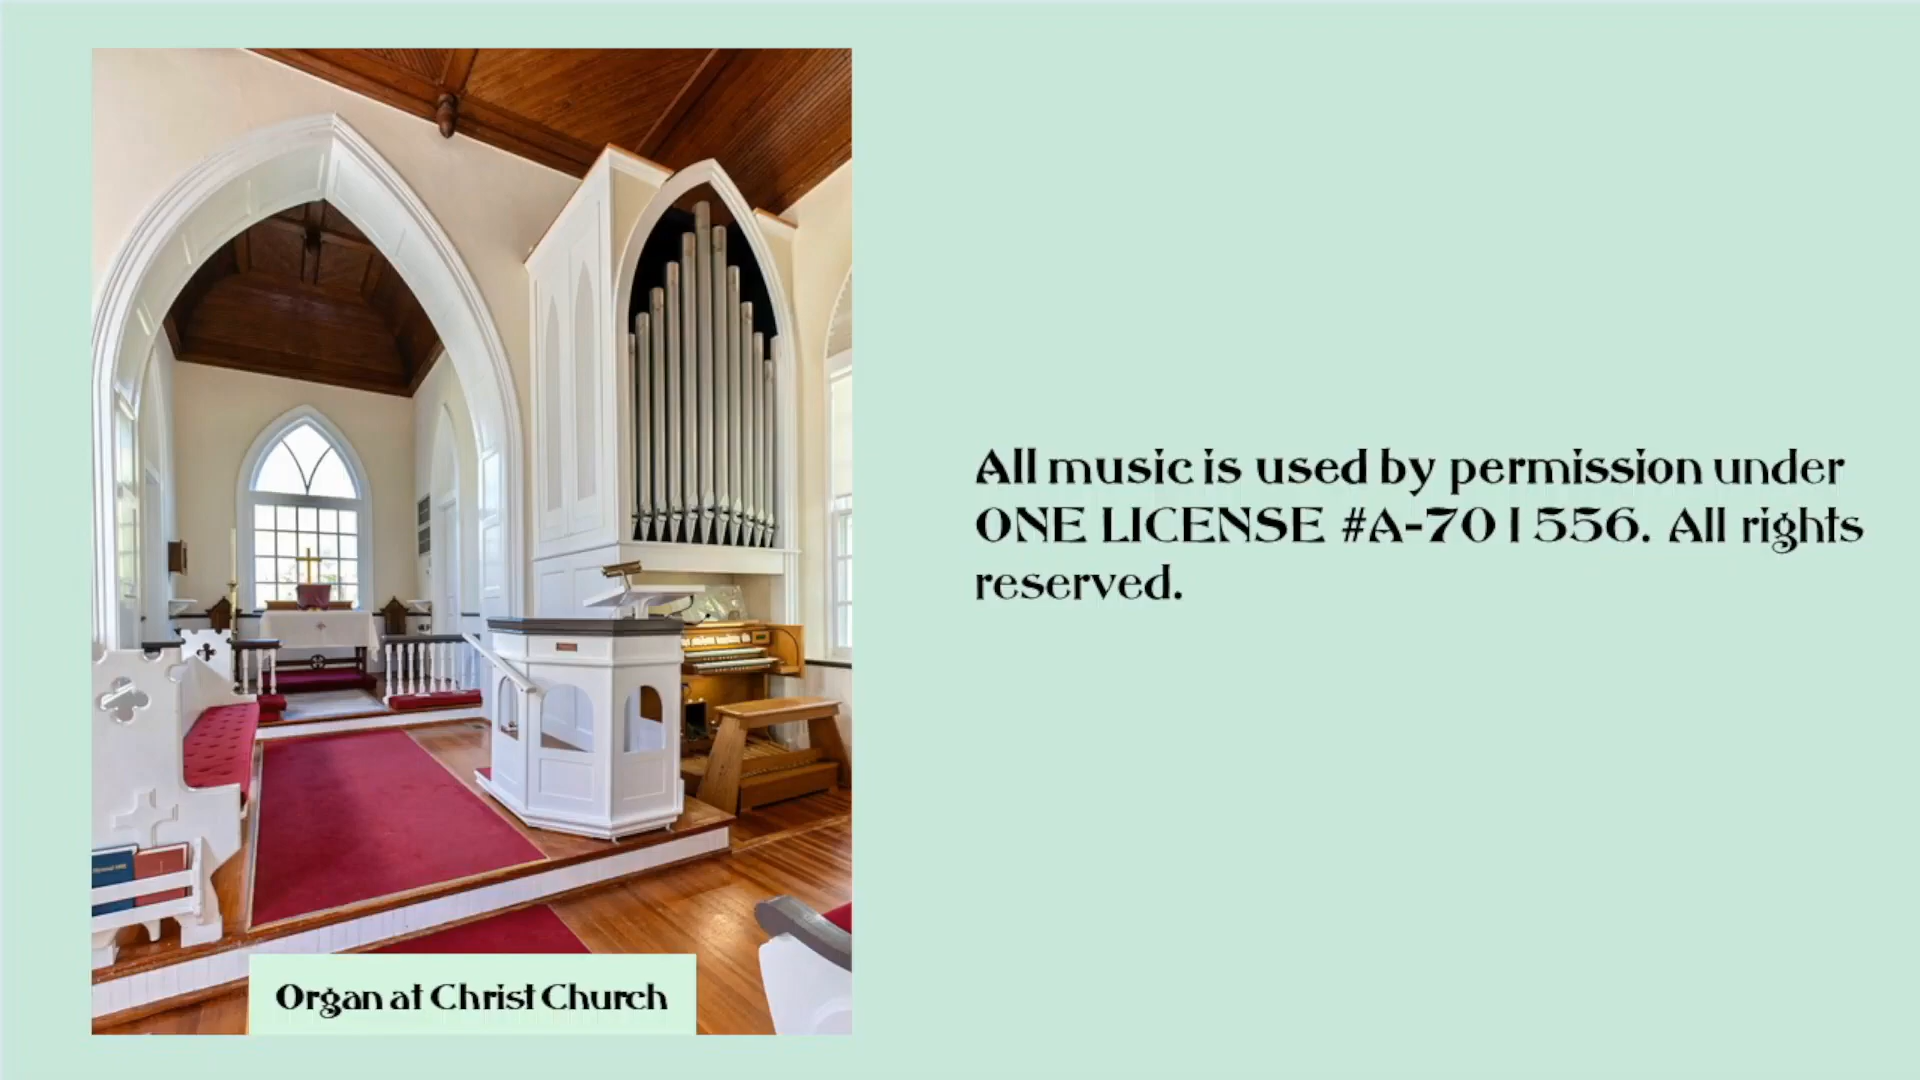 All music is used by permission under
ONE LICENSE #A-701556. All rights
reserved.
Organ at Christ Church